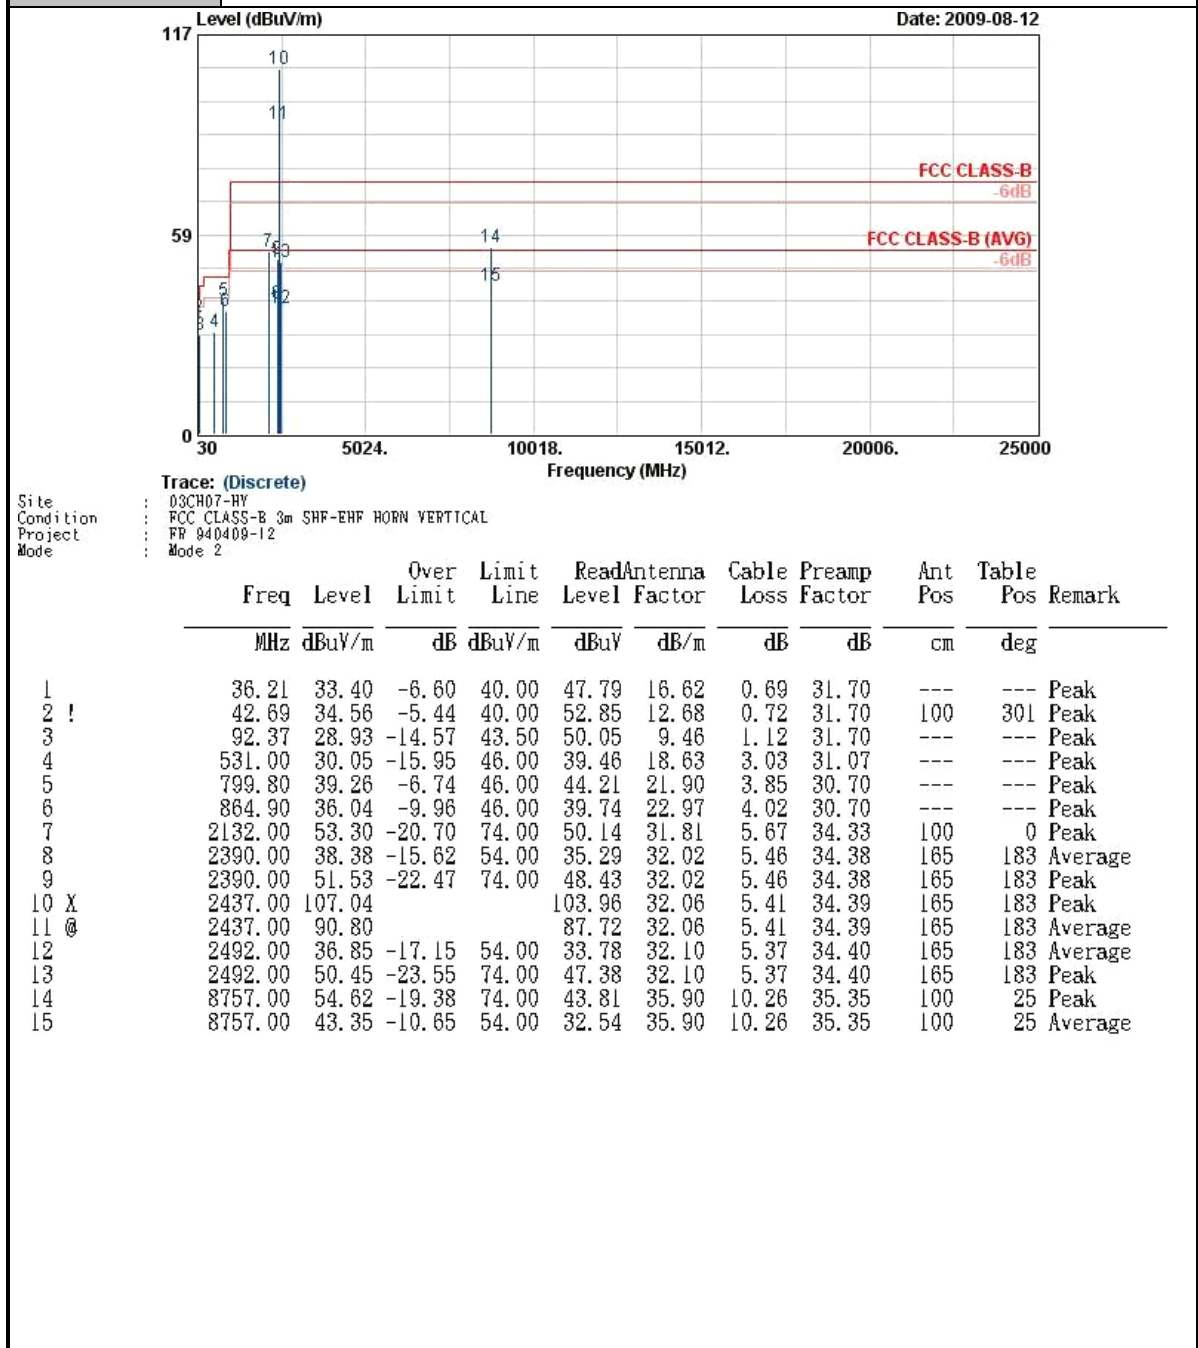 Level (dBuV/m) Date: 2009-08-12
117
10
11
FCC CLASS-B
-6dB
59
7
14
FCC CLASS-B (AVG)
-6dB
15
5
6
3 4
0
30 5024. 10018. 15012. 20006. 25000
Frequency (MHz)
Trace: (Discrete)
Site : 03CH07-HY
Condition : FCC CLASS-B 3m SHF-EHF HORN VERTICAL
Project : FR 940409-12
Mode : Mode 2
Over Limit ReadAntenna Cable Preamp Ant Table
Freq Level Limit Line Level Factor Loss Factor Pos Pos Remark
MHz dBuV/m dB dBuV/m dBuV dB/m dB dB cm deg
1 36.21 33.40 -6.60 40.00 47.79 16.62 0.69 31.70 --- --- Peak
2 ! 42.69 34.56 -5.44 40.00 52.85 12.68 0.72 31.70 100 301 Peak
3 92.37 28.93 -14.57 43.50 50.05 9.46 1.12 31.70 --- --- Peak
4 531.00 30.05 -15.95 46.00 39.46 18.63 3.03 31.07 --- --- Peak
5 799.80 39.26 -6.74 46.00 44.21 21.90 3.85 30.70 --- --- Peak
6 864.90 36.04 -9.96 46.00 39.74 22.97 4.02 30.70 --- --- Peak
7 2132.00 53.30 -20.70 74.00 50.14 31.81 5.67 34.33 100 0 Peak
8 2390.00 38.38 -15.62 54.00 35.29 32.02 5.46 34.38 165 183 Average
9 2390.00 51.53 -22.47 74.00 48.43 32.02 5.46 34.38 165 183 Peak
10 X 2437.00 107.04 103.96 32.06 5.41 34.39 165 183 Peak
11 @ 2437.00 90.80 87.72 32.06 5.41 34.39 165 183 Average
12 2492.00 36.85 -17.15 54.00 33.78 32.10 5.37 34.40 165 183 Average
13 2492.00 50.45 -23.55 74.00 47.38 32.10 5.37 34.40 165 183 Peak
14 8757.00 54.62 -19.38 74.00 43.81 35.90 10.26 35.35 100 25 Peak
15 8757.00 43.35 -10.65 54.00 32.54 35.90 10.26 35.35 100 25 Average